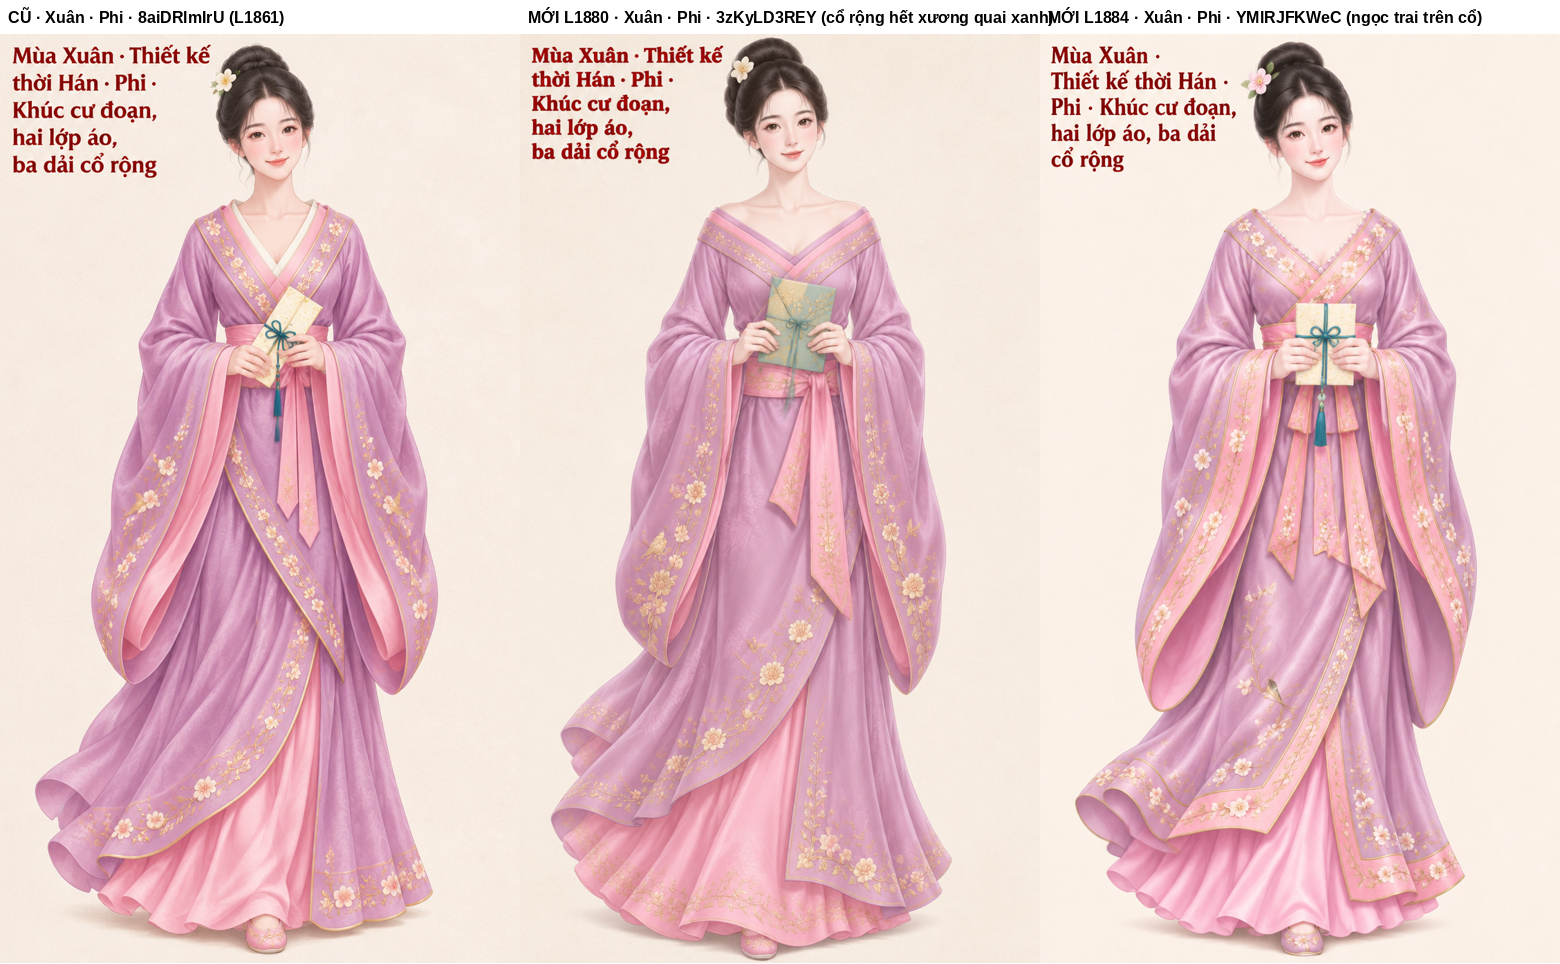 CŨ · Xuân · Phi · 8aiDRImIrU (L1861)
Mùa Xuân · Thiết kế
thời Hán · Phi ·
Khúc cư đoạn,
hai lớp áo,
ba dải cổ rộng
MỚI L1880 · Xuân · Phi · 3zKyLD3REY (cổ rộng hết xương quai xanh)
Mùa Xuân · Thiết kế
thời Hán · Phi ·
Khúc cư đoạn,
hai lớp áo,
ba dải cổ rộng
MỚI L1884 · Xuân · Phi · YMIRJFKWeC (ngọc trai trên cổ)
Mùa Xuân ·
Thiết kế thời Hán ·
Phi · Khúc cư đoạn,
hai lớp áo, ba dải
cổ rộng